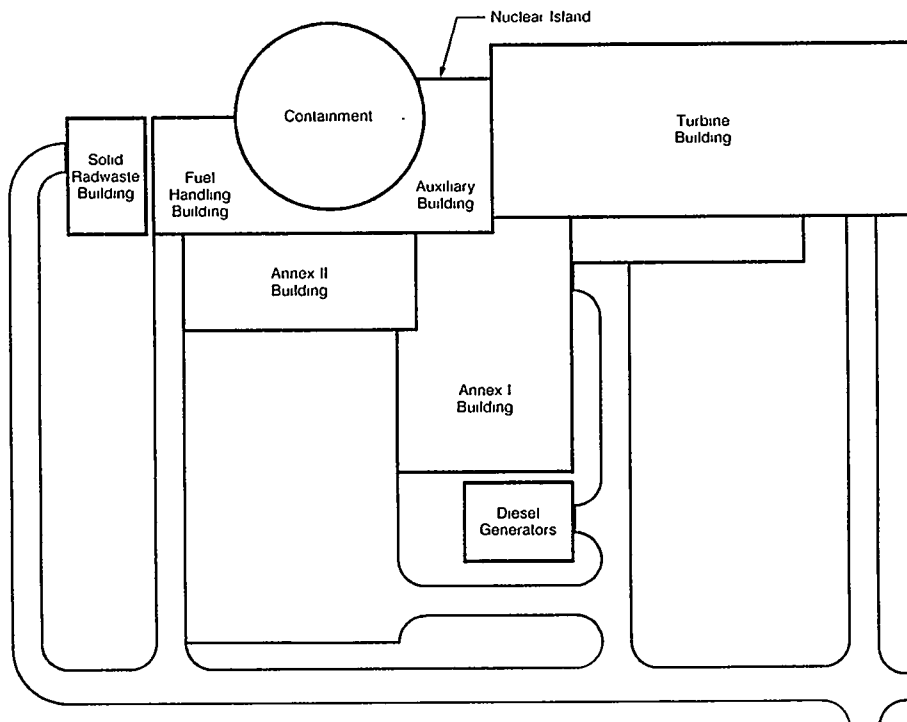 Nuclear Island
Containment
Turbine
Building
Solid
Radwaste
Building
Fuel
Handling
Building
Auxiliary
Building
Annex II
Building
Annex I
Building
Diesel
Generators